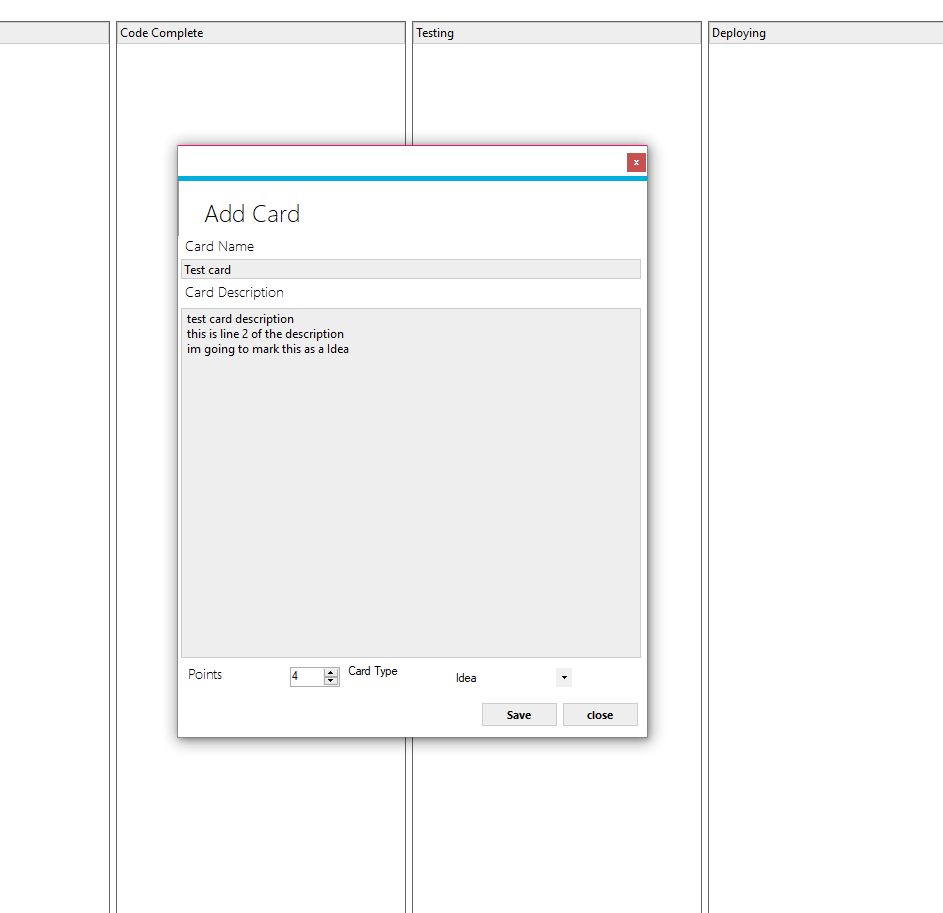 Code Complete
Testing
Deploying
x
Add Card
Card Name
Test card
Card Description
test card description
this is line 2 of the description
im going to mark this as a Idea
Points
4
Card Type
Idea
Save
close